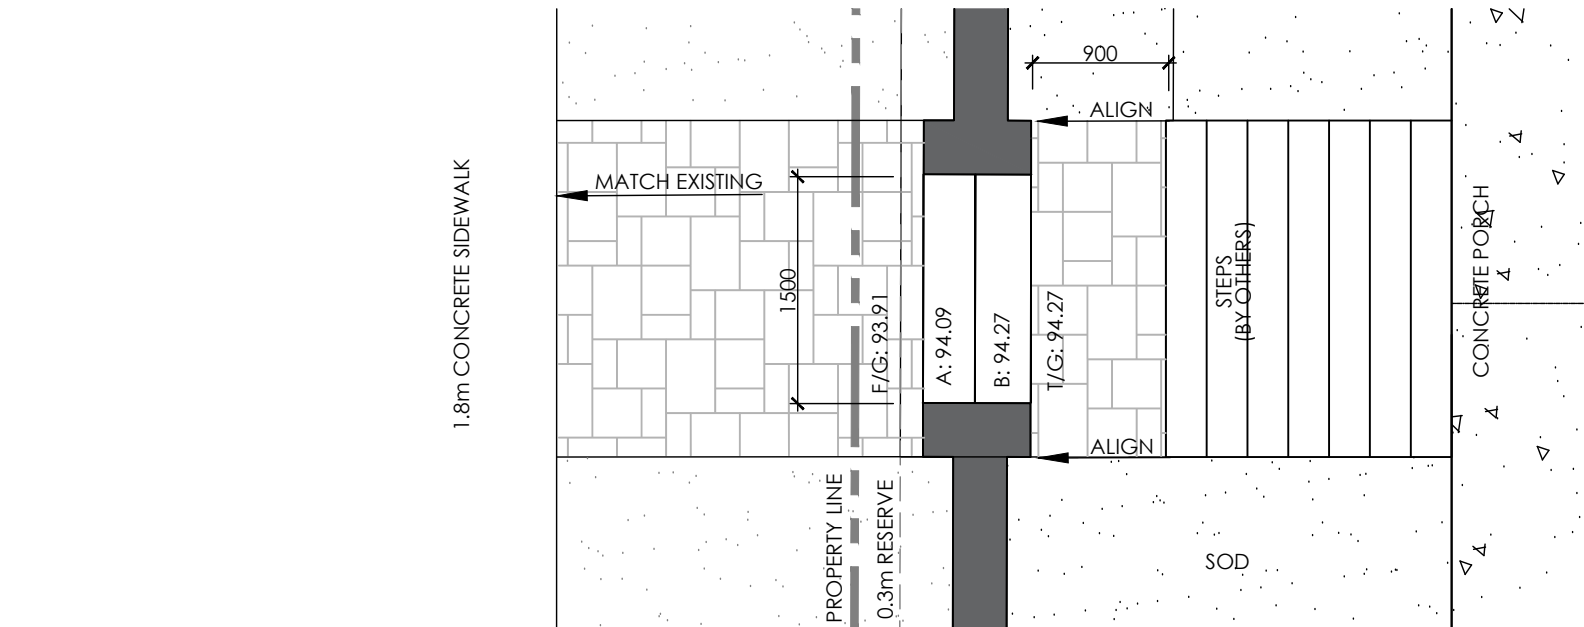 900
ALIGN
MATCH EXISTING
1.8m CONCRETE SIDEWALK
1500
F/G: 93.91
A: 94.09
B: 94.27
T/G: 94.27
STEPS
(BY OTHERS)
CONCRETE PORCH
ALIGN
PROPERTY LINE
0.3m RESERVE
SOD